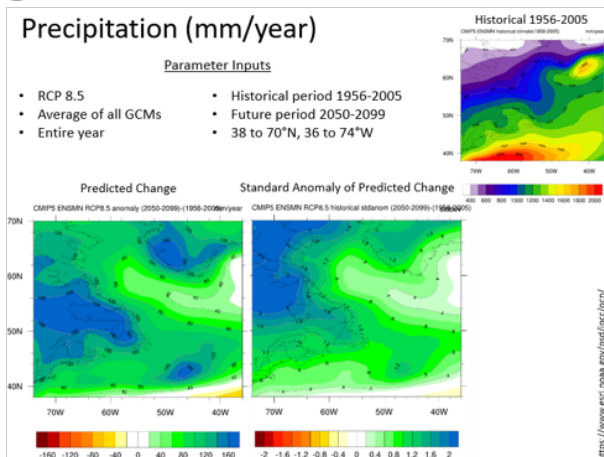 Precipitation (mm/year)
Parameter Inputs
• RCP 8.5
• Average of all GCMs
• Entire year
• Historical period 1956-2005
• Future period 2050-2099
• 38 to 70°N, 36 to 74°W
Historical 1956-2005
CMIP5 ENSMN historical climate(1956-2005) mm/year
70N
60N
50N
40N
70W 60W 50W 40W
400 600 800 1000 1200 1400 1600 1800 2000
Predicted Change
CMIP5 ENSMN RCP8.5 anomaly (2050-2099)-(1956-2005)
70N
60N
50N
40N
70W 60W 50W 40W
-160 -120 -80 -40 0 40 80 120 160
Standard Anomaly of Predicted Change
CMIP5 ENSMN RCP8.5 historical stdanom (2050-2099)-(1956-2005)
70W 60W 50W 40W
-2 -1.6 -1.2 -0.8 -0.4 0 0.4 0.8 1.2 1.6 2